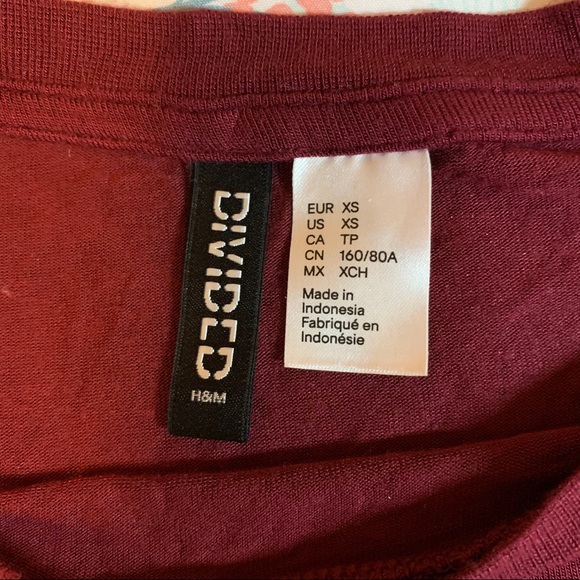 DIVIDED
H&M
EUR XS
US XS
CA TP
CN 160/80A
MX XCH
Made in
Indonesia
Fabriqué en
Indonésie